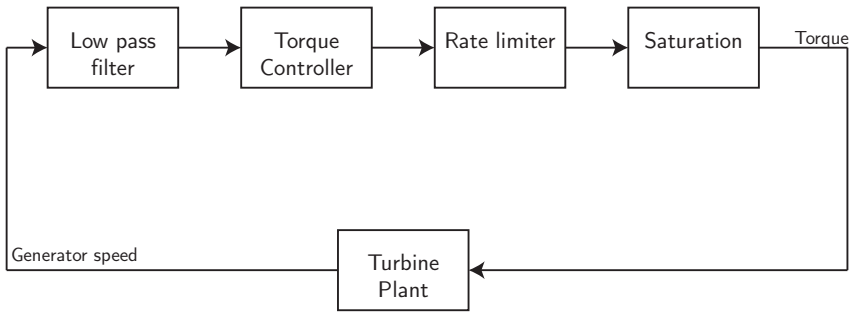 Low pass
filter
Torque
Controller
Rate limiter
Saturation
Torque
Generator speed
Turbine
Plant